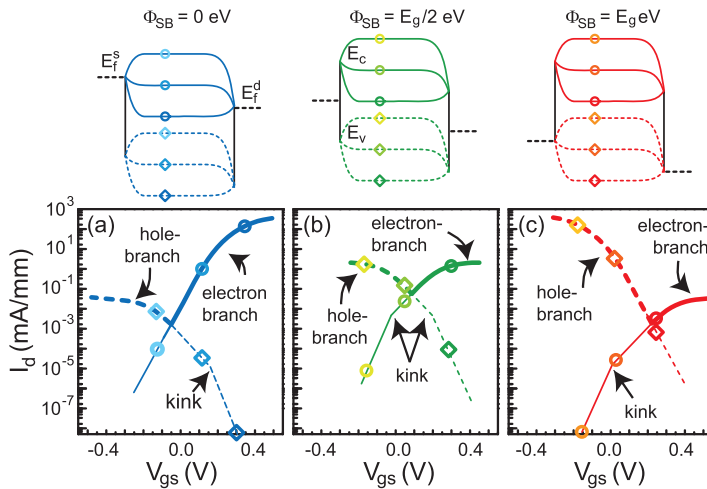 Φ_SB = 0 eV
Φ_SB = E_g/2 eV
Φ_SB = E_g eV
E_f^s
E_f^d
E_c
E_v
10^3
10^1
10^-1
10^-3
10^-5
10^-7
I_d (mA/mm)
(a)
hole-
branch
electron
branch
kink
(b)
electron-
branch
hole-
branch
kink
(c)
electron-
branch
hole-
branch
kink
-0.4 0.0 0.4
-0.4 0.0 0.4
-0.4 0.0 0.4
V_gs (V)
V_gs (V)
V_gs (V)